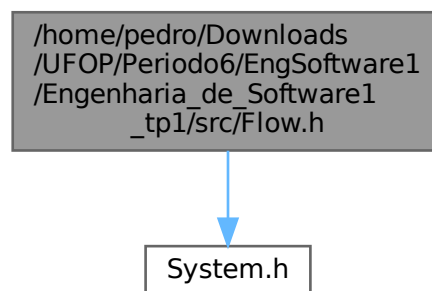 /home/pedro/Downloads
/UFOP/Periodo6/EngSoftware1
/Engenharia_de_Software1
_tp1/src/Flow.h
System.h